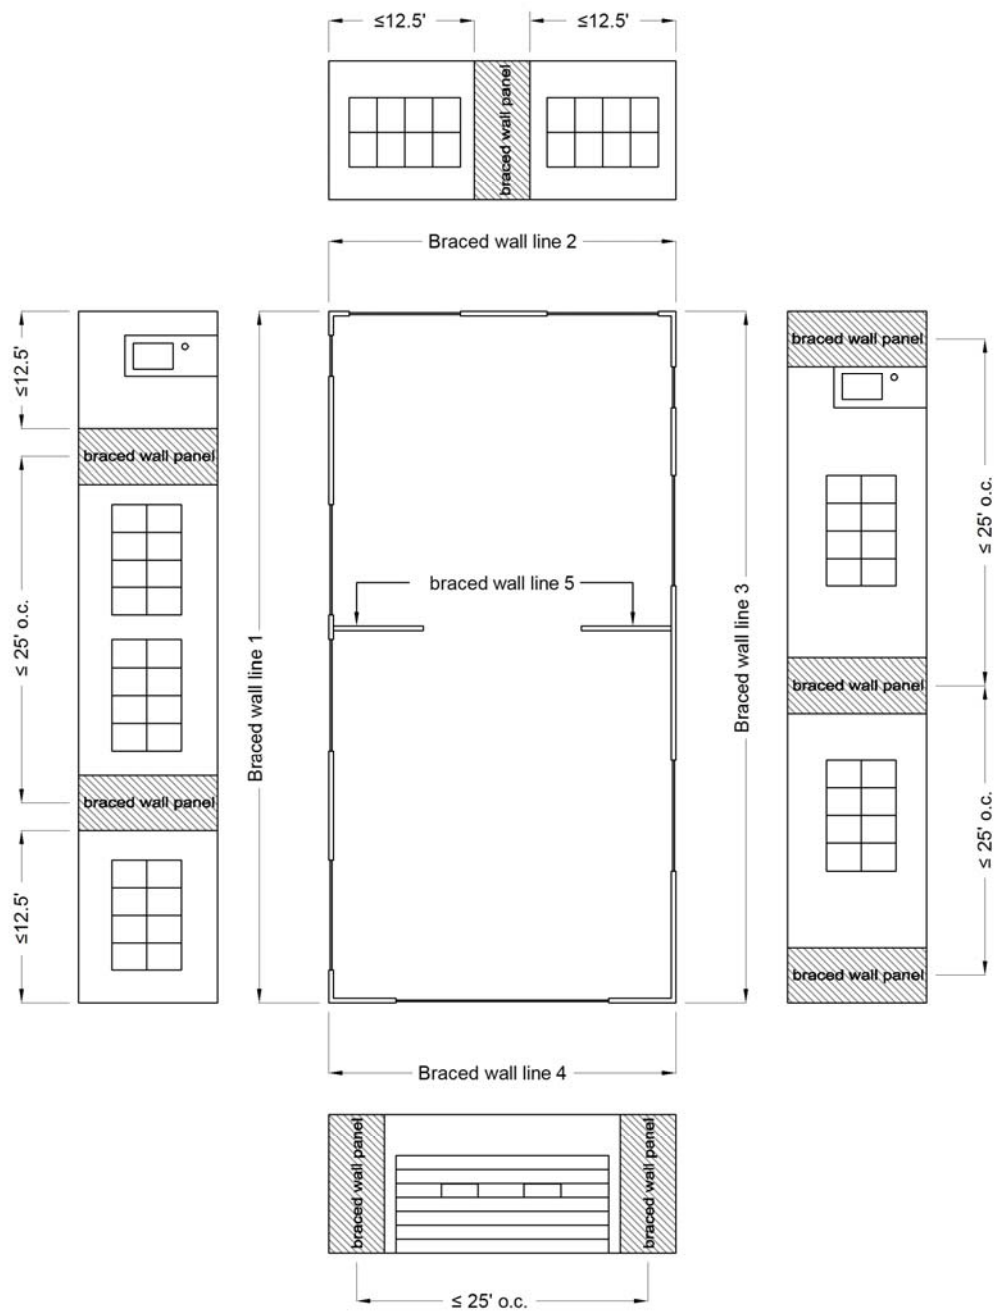 ≤12.5'
≤12.5'
braced wall panel
Braced wall line 2
≤12.5'
braced wall panel
≤ 25' o.c.
braced wall panel
≤12.5'
Braced wall line 1
braced wall line 5
Braced wall line 3
braced wall panel
≤ 25' o.c.
braced wall panel
≤ 25' o.c.
braced wall panel
Braced wall line 4
braced wall panel
braced wall panel
≤ 25' o.c.